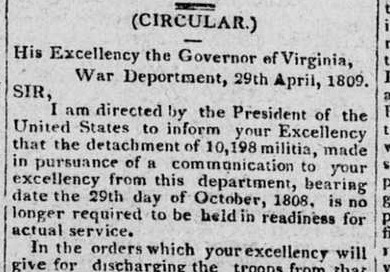 (CIRCULAR.)
His Excellency the Governor of Virginia,
War Deportment, 29th April, 1809.
SIR,
I am directed by the President of the
United States to inform your Excellency
that the detachment of 10,198 militia, made
in pursuance of a communication to your
excellency from this department, bearing
date the 29th day of October, 1808, is no
longer required to be held in readiness for
actual service.
In the orders which your excellency will
give for discharging the troops from that